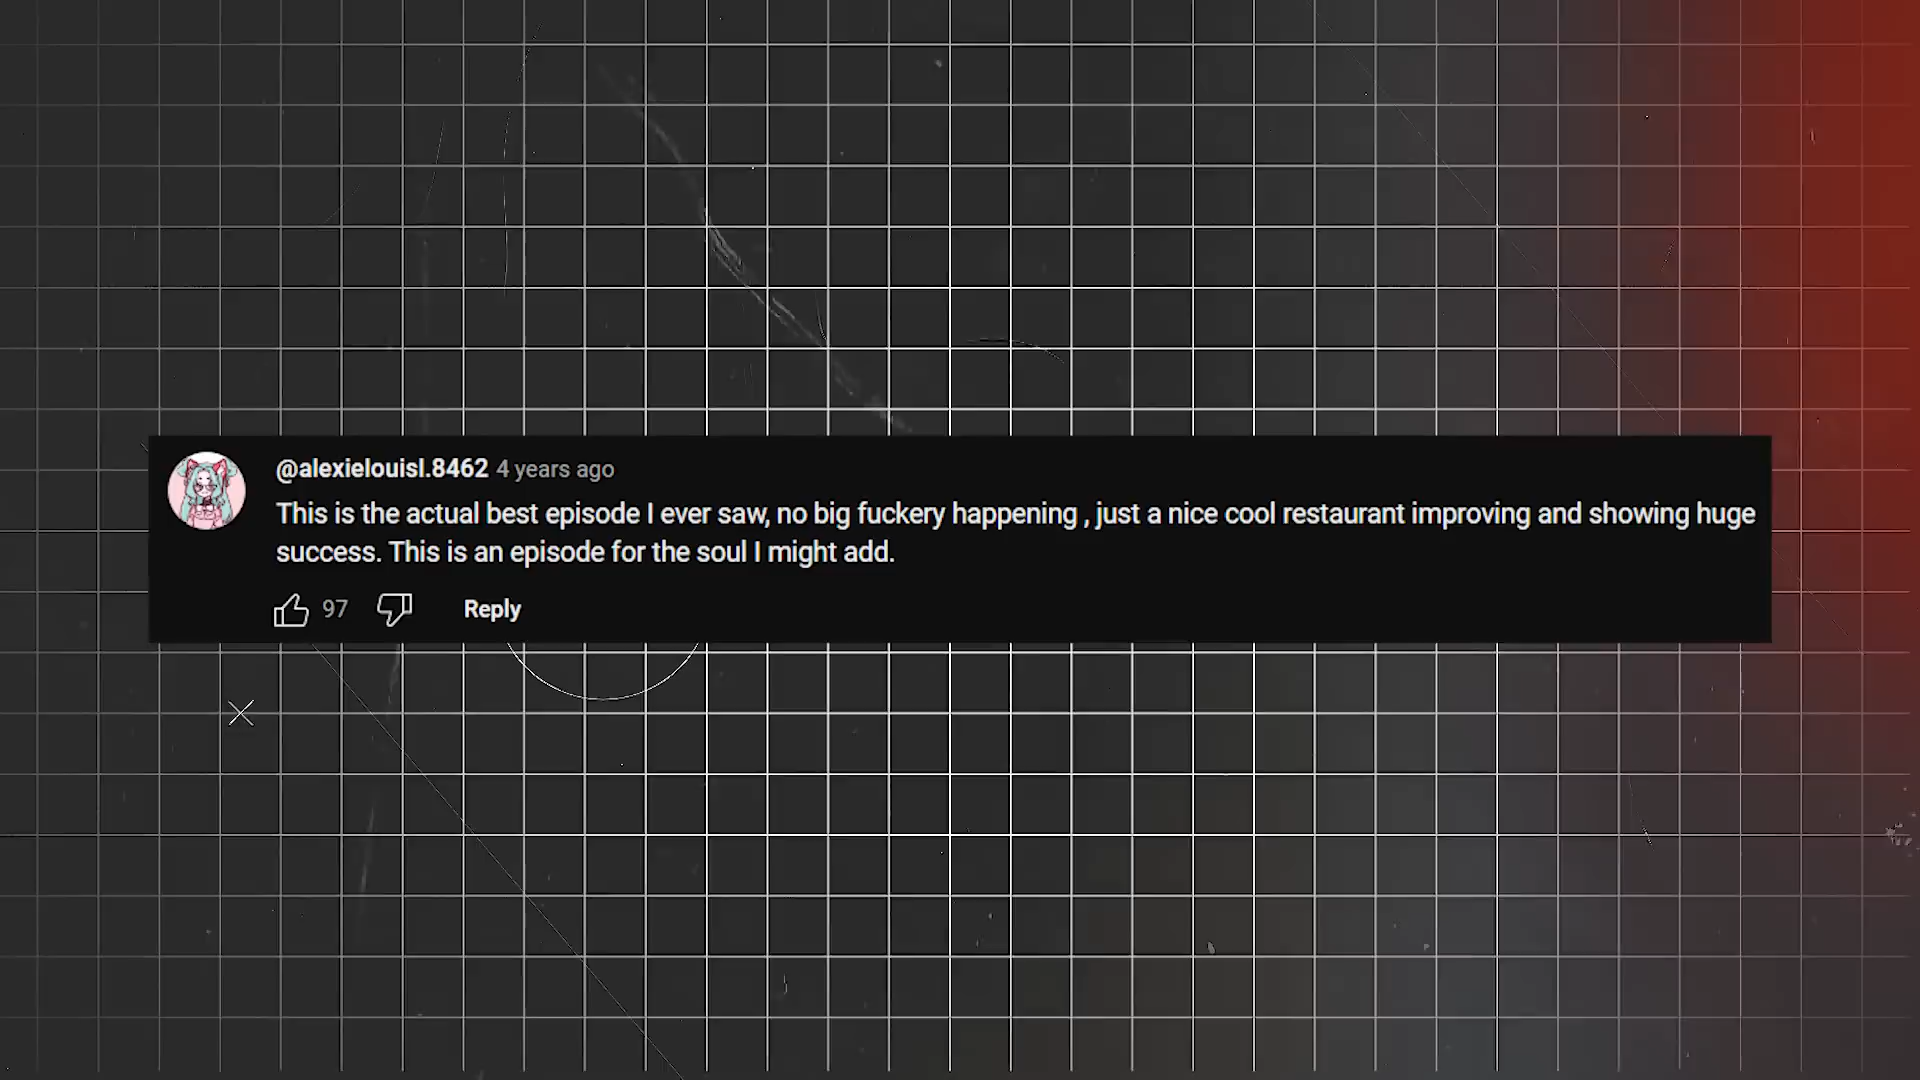 @alexielouisl.8462 4 years ago
This is the actual best episode I ever saw, no big fuckery happening , just a nice cool restaurant improving and showing huge
success. This is an episode for the soul I might add.
97 Reply